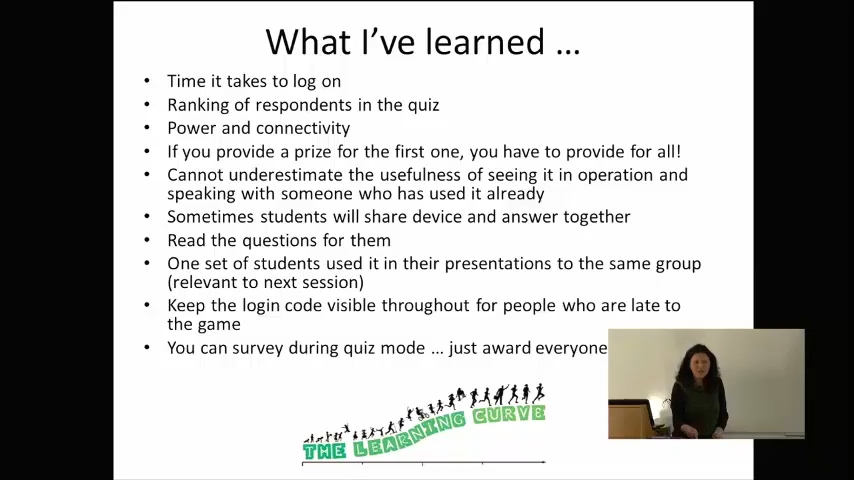 What I've learned ...
• Time it takes to log on
• Ranking of respondents in the quiz
• Power and connectivity
• If you provide a prize for the first one, you have to provide for all!
• Cannot underestimate the usefulness of seeing it in operation and
speaking with someone who has used it already
• Sometimes students will share device and answer together
• Read the questions for them
• One set of students used it in their presentations to the same group
(relevant to next session)
• Keep the login code visible throughout for people who are late to
the game
• You can survey during quiz mode ... just award everyone
THE LEARNING CURVE